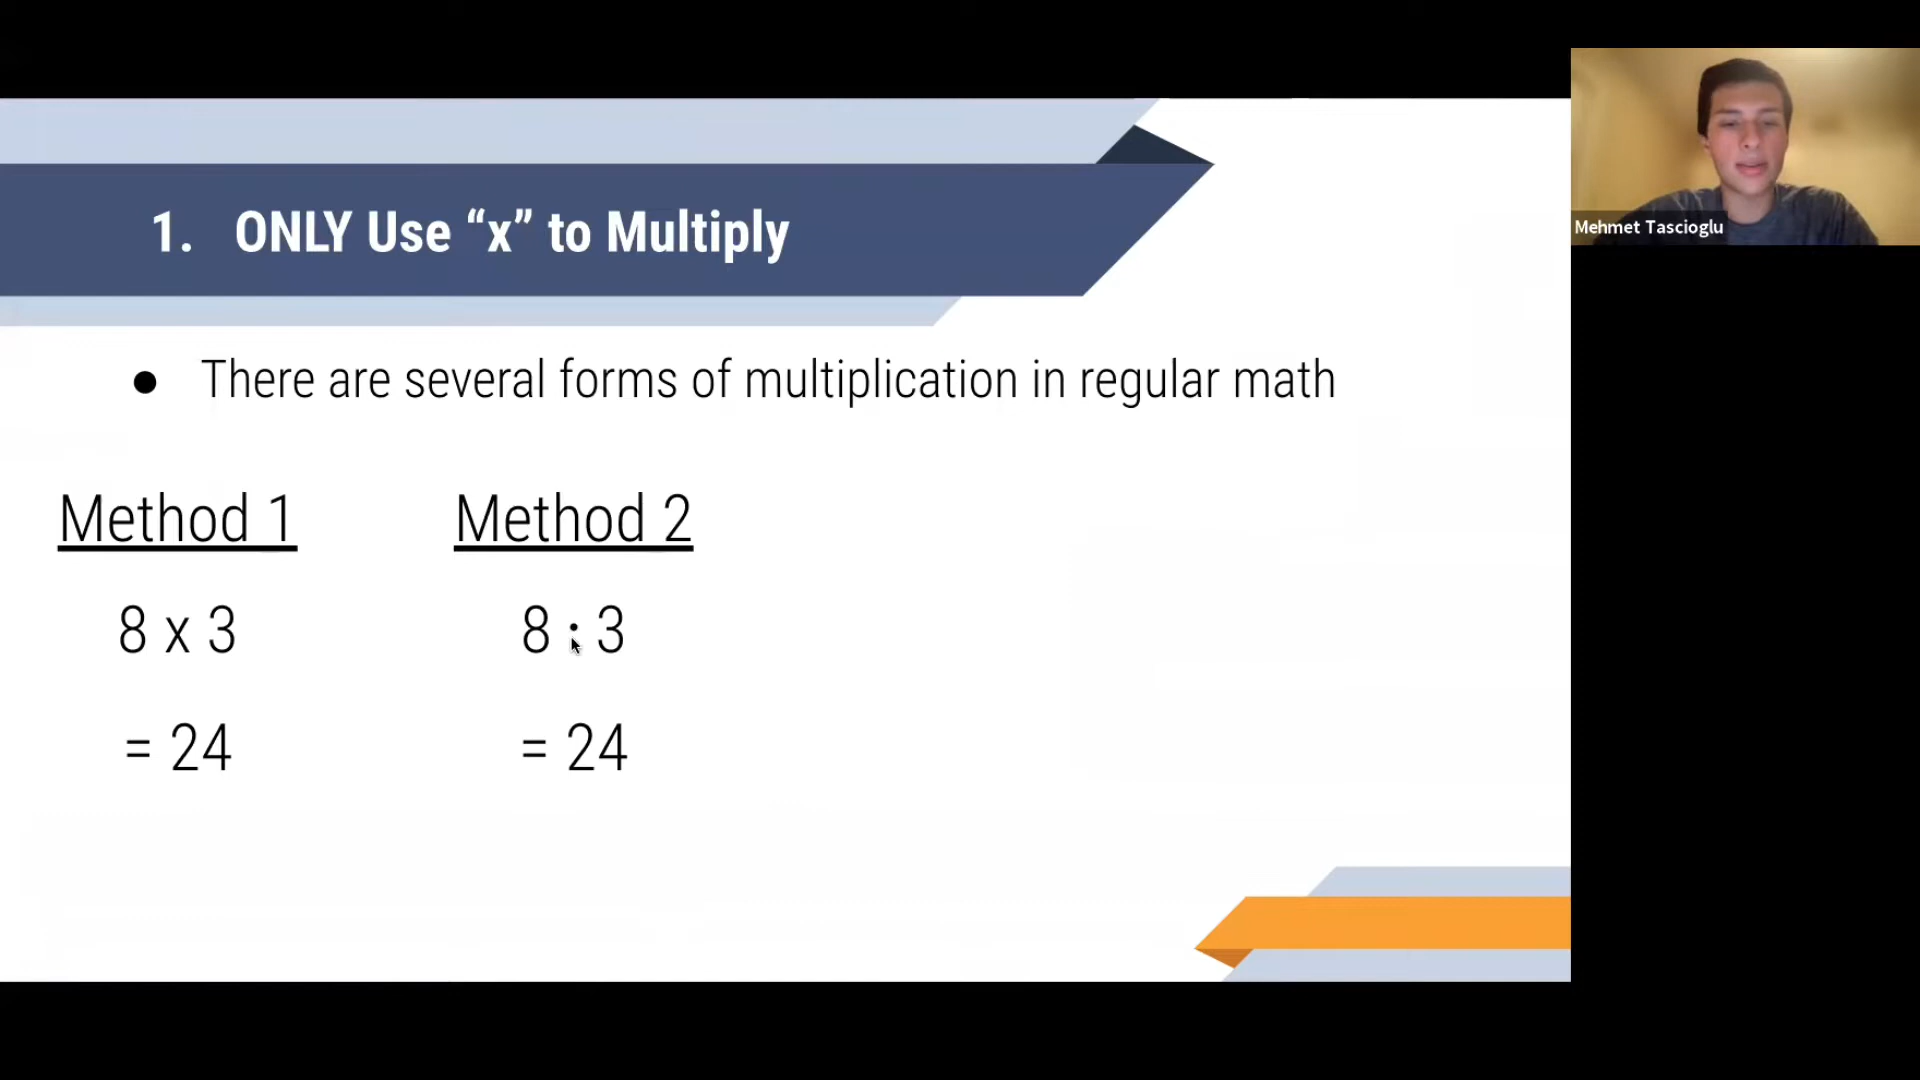 1. ONLY Use “x” to Multiply
● There are several forms of multiplication in regular math
Method 1
Method 2
8 x 3
8 · 3
= 24
= 24
Mehmet Tascioglu